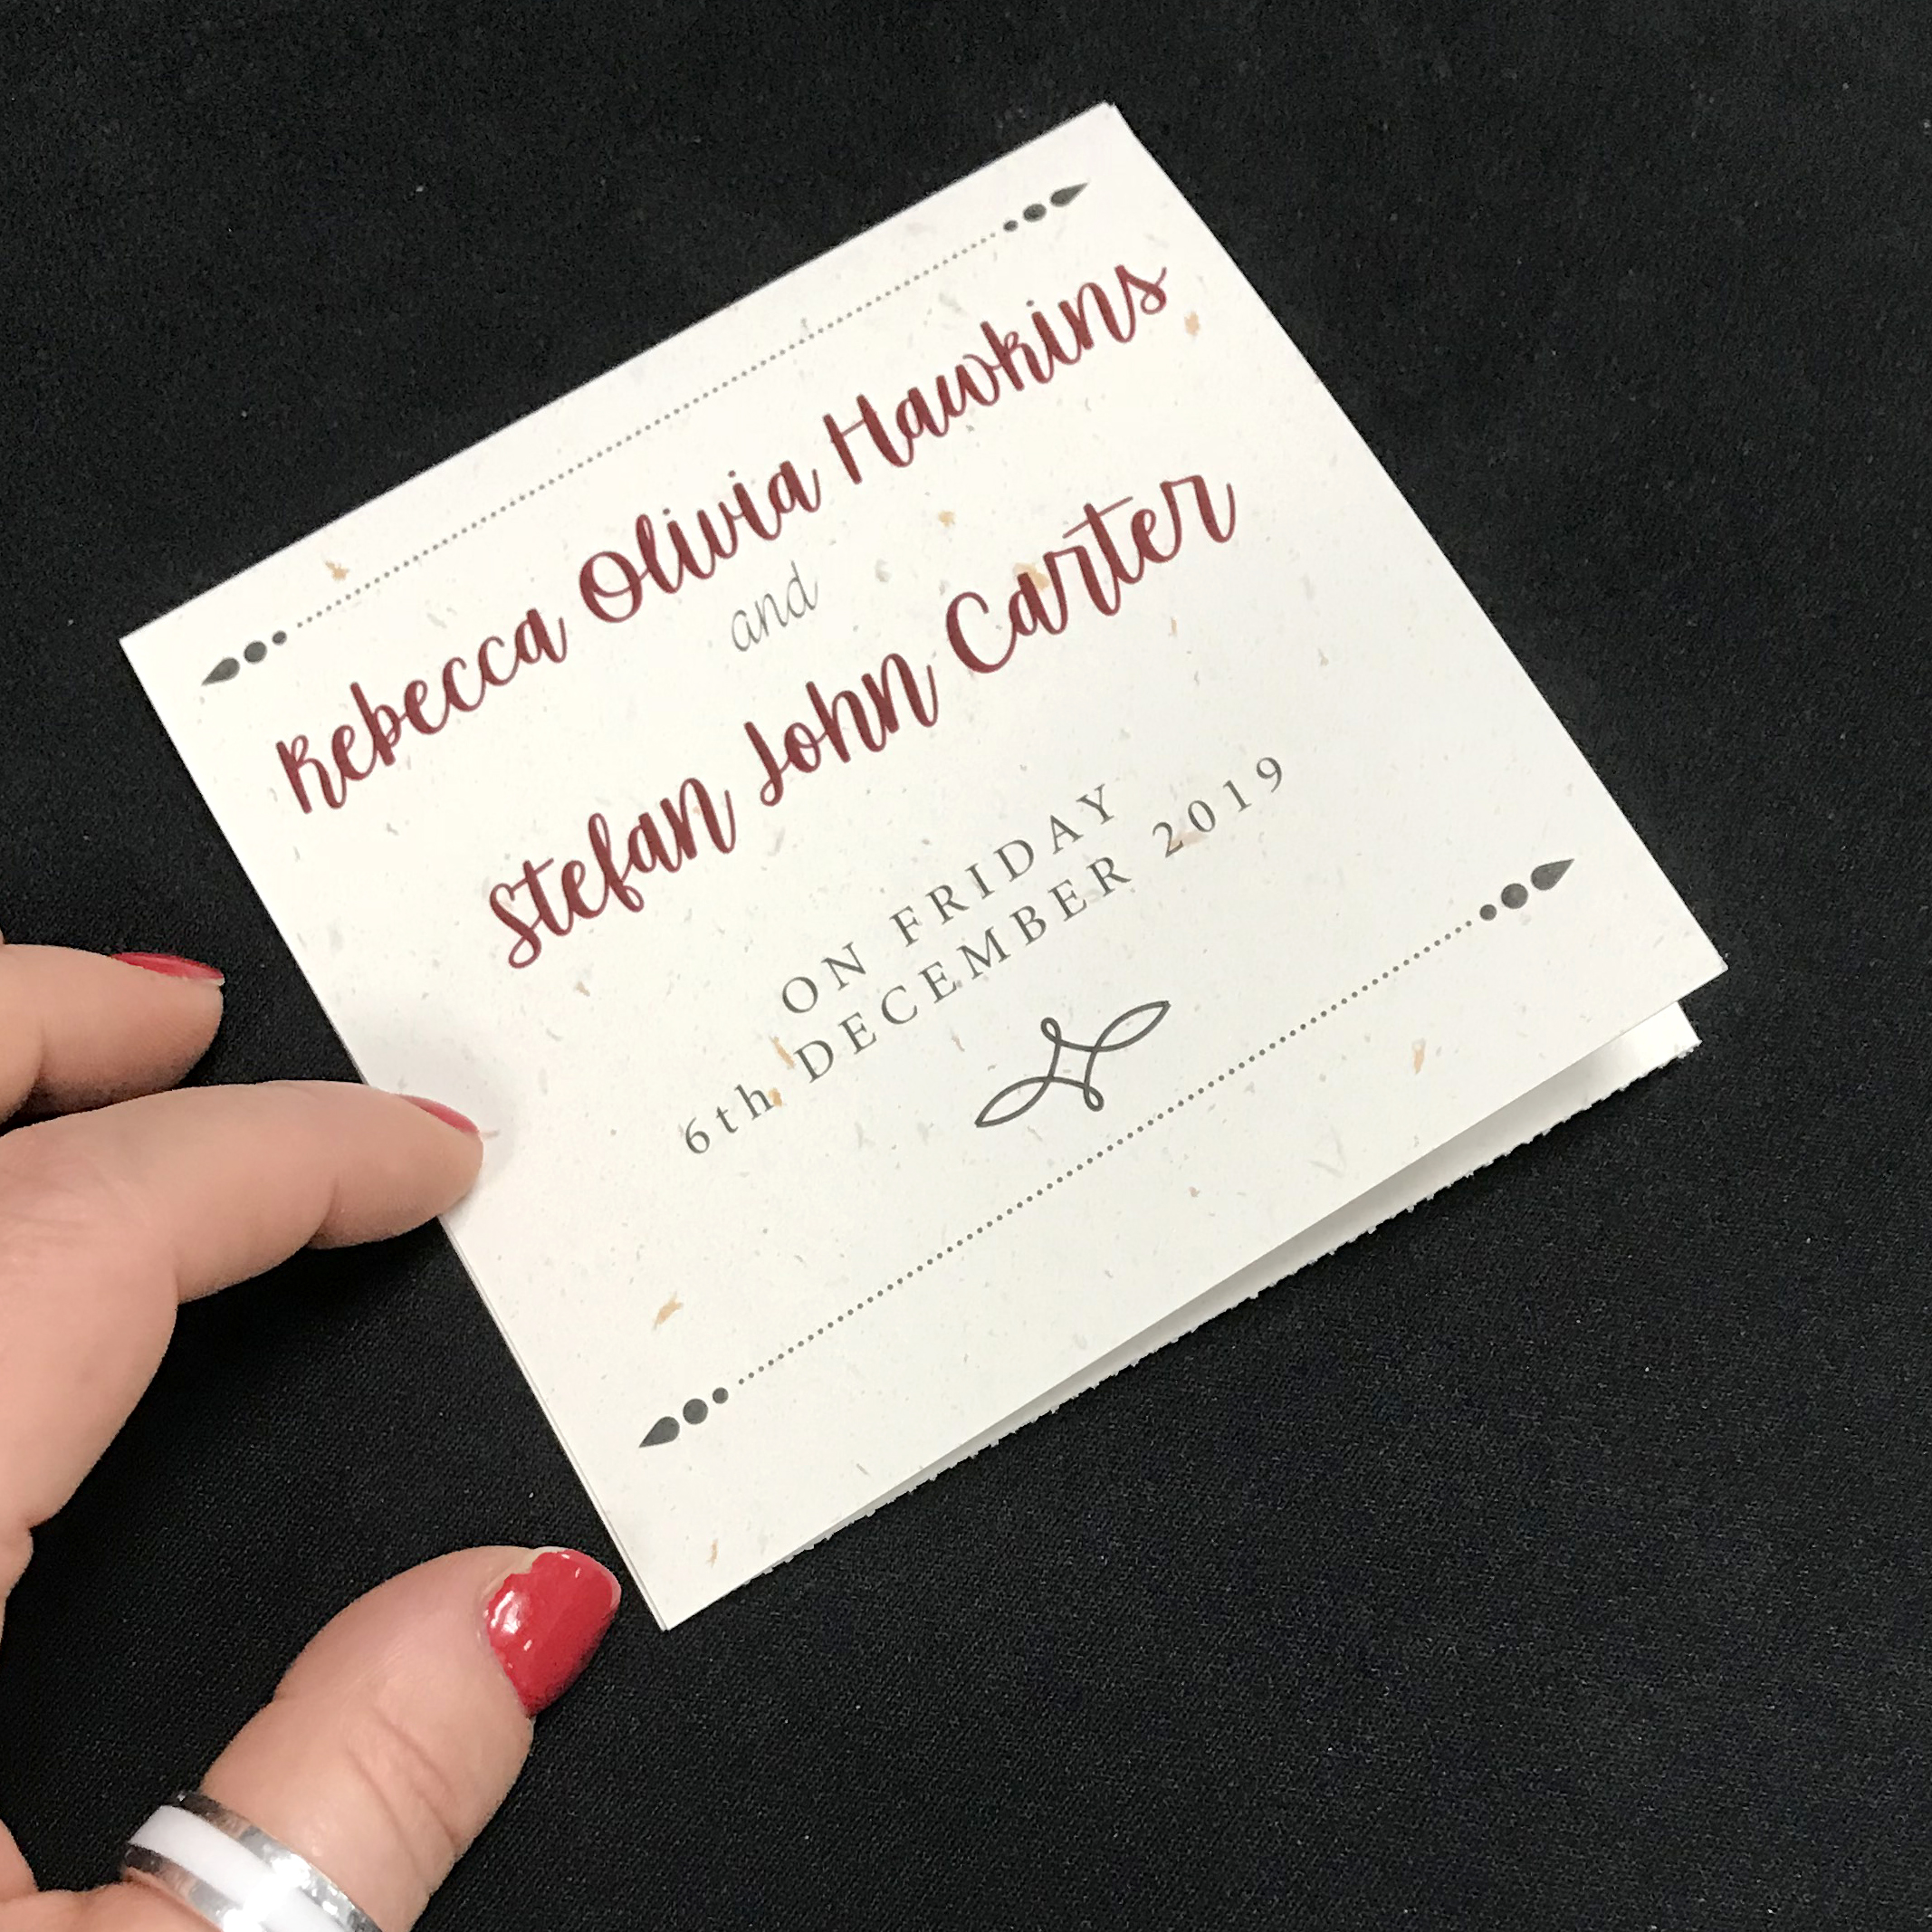 Rebecca Olivia Hawkins
and
Stefan John Carter
ON FRIDAY
6th DECEMBER 2019